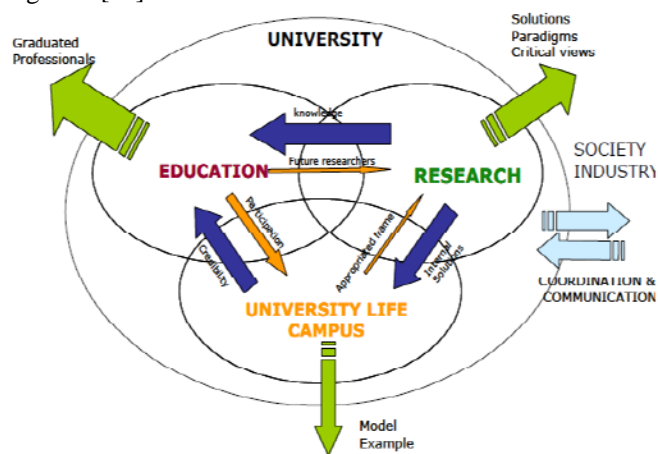 Solutions
Paradigms
Critical views
Graduated
Professionals
UNIVERSITY
knowledge
EDUCATION
Future researchers
RESEARCH
SOCIETY
INDUSTRY
Participation
Credibility
Appropriated frame
Internal
Solutions
COORDINATION &
COMMUNICATION
UNIVERSITY LIFE
CAMPUS
Model
Example